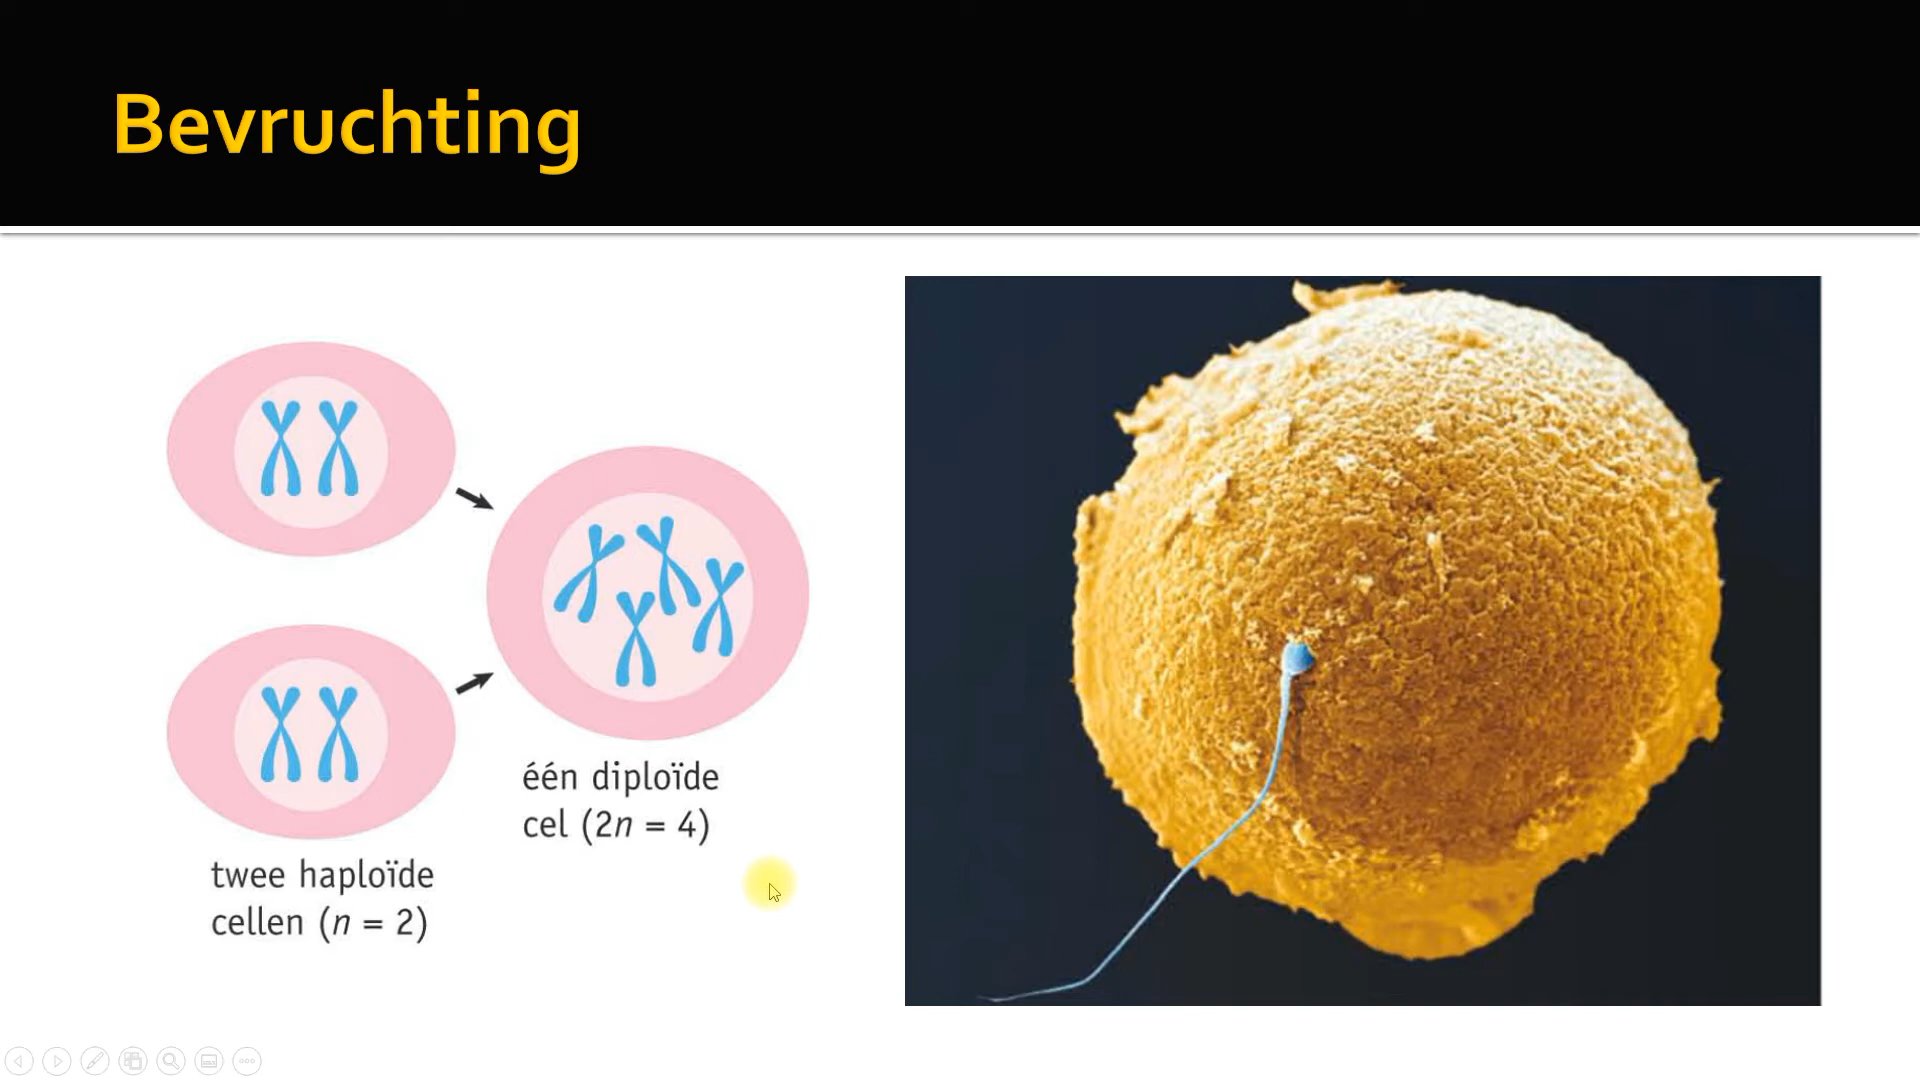 Bevruchting
één diploïde
cel (2n = 4)
twee haploïde
cellen (n = 2)